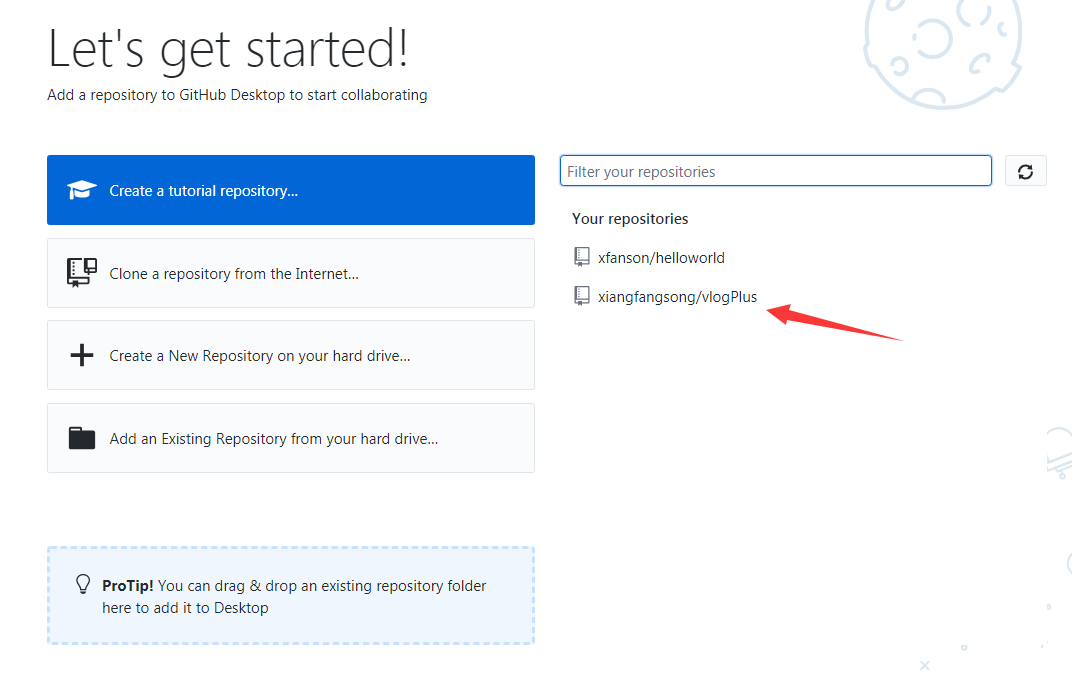 Let's get started!
Add a repository to GitHub Desktop to start collaborating
Create a tutorial repository...
Clone a repository from the Internet...
Create a New Repository on your hard drive...
Add an Existing Repository from your hard drive...
ProTip! You can drag & drop an existing repository folder
here to add it to Desktop
Filter your repositories
Your repositories
xfanson/helloworld
xiangfangsong/vlogPlus